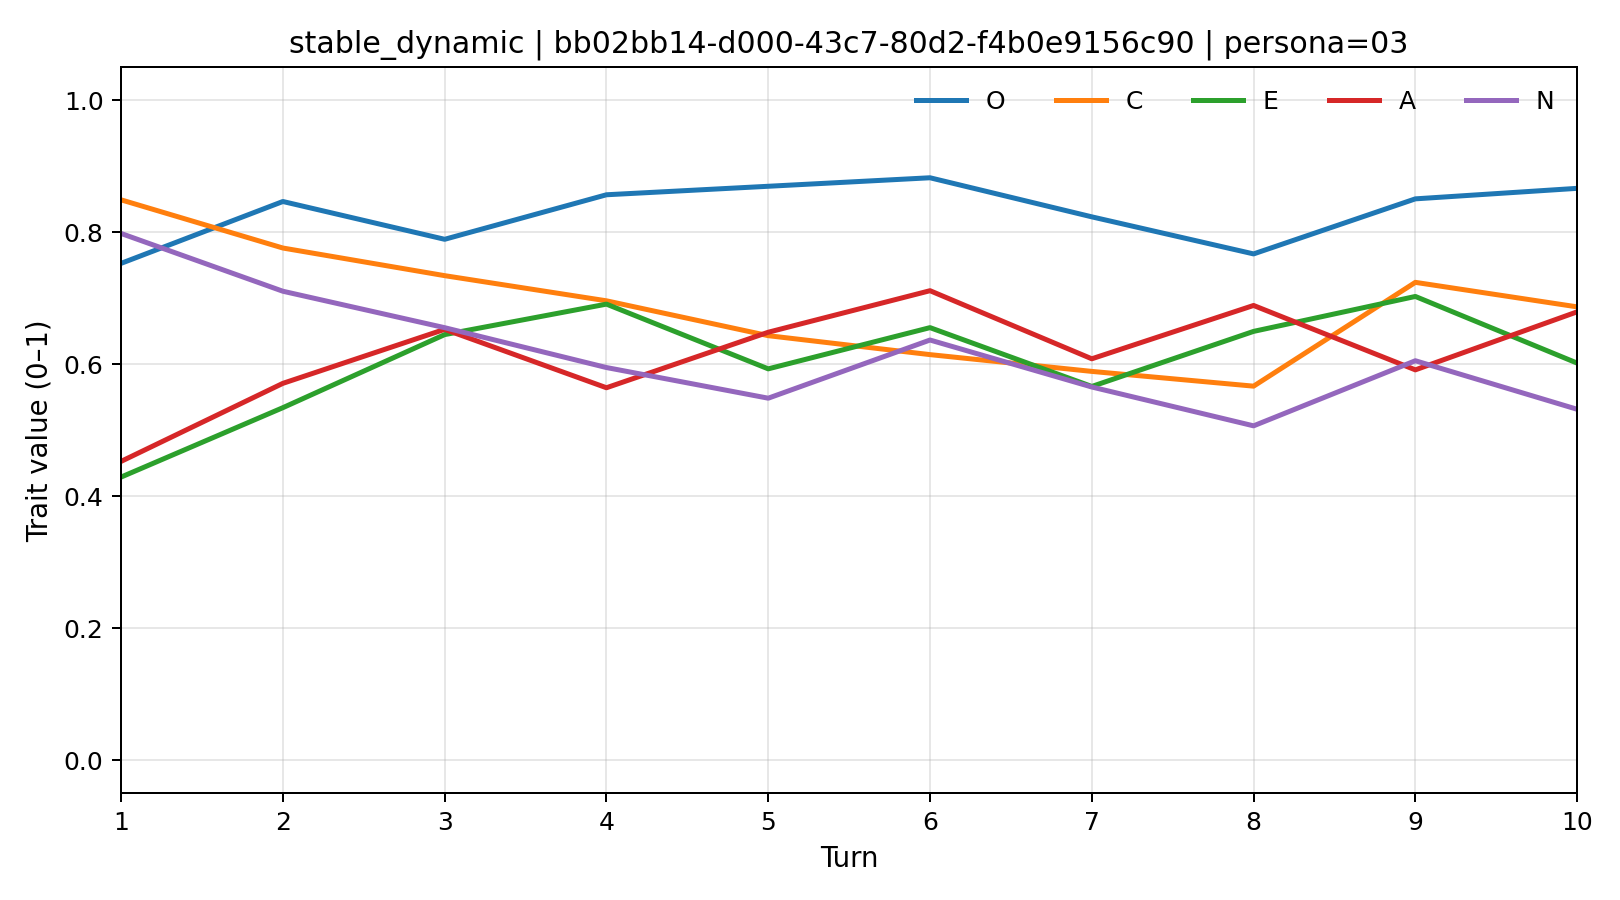 stable_dynamic | bb02bb14-d000-43c7-80d2-f4b0e9156c90 | persona=03
O C E A N
Trait value (0–1)
1.0
0.8
0.6
0.4
0.2
0.0
1 2 3 4 5 6 7 8 9 10
Turn